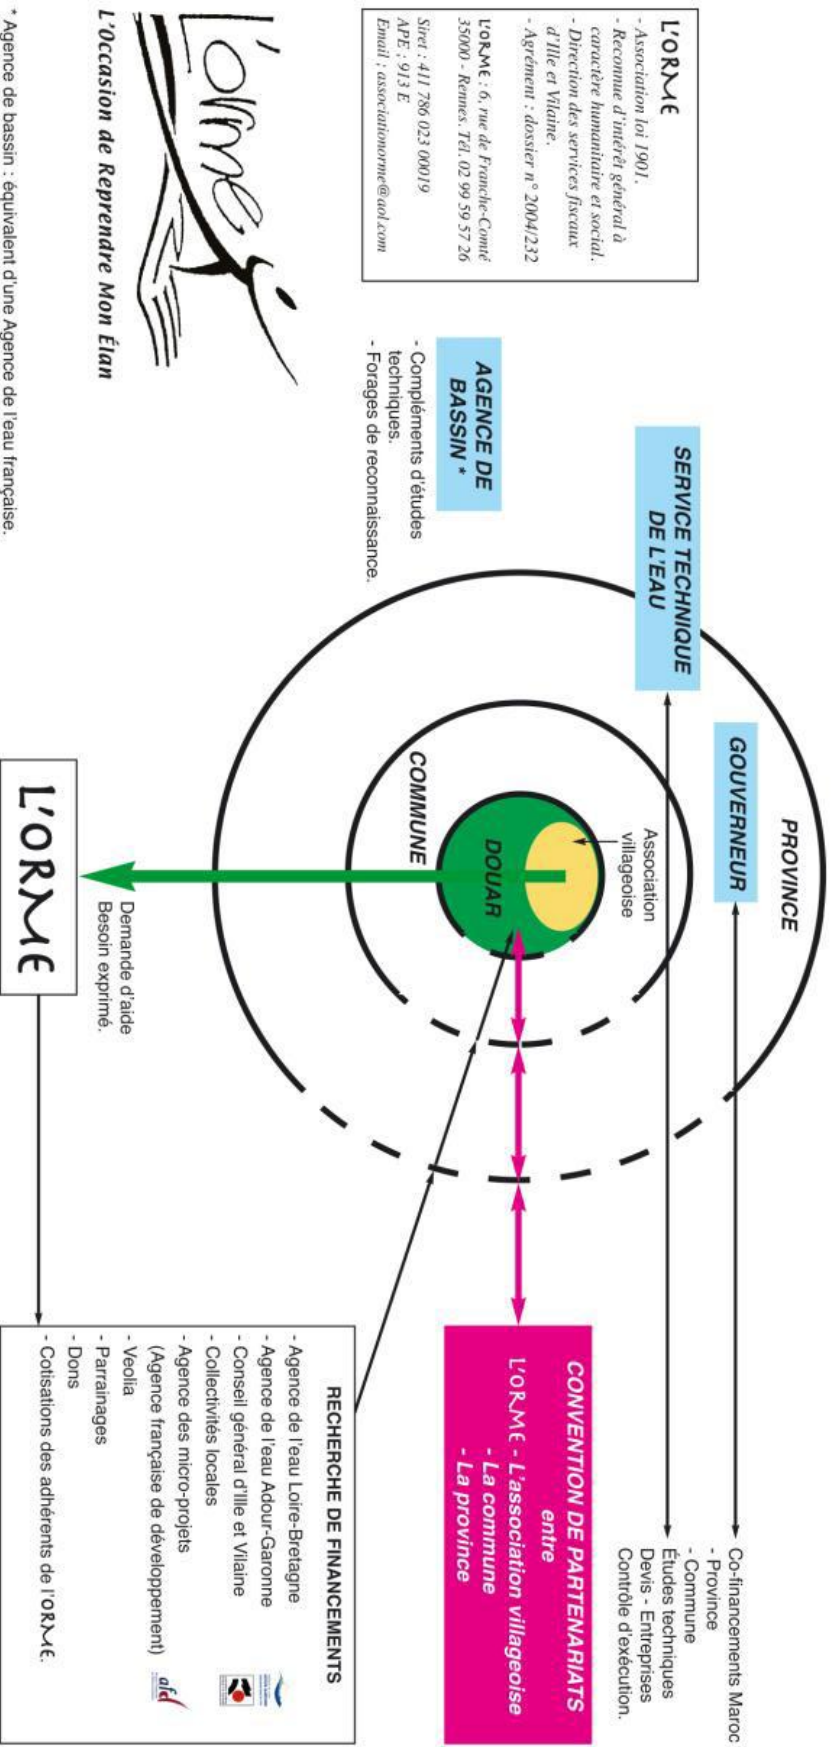 L'ORME
- Association loi 1901.
- Reconnue d'intérêt général à
caractère humanitaire et social.
- Direction des services fiscaux
d'Ille et Vilaine.
- Agrément : dossier n° 2004/232
L'ORME : 6, rue de Franche-Comté
35000 - Rennes. Tél. 02 99 59 57 26
Siret : 411 786 023 00019
APE : 913 E
Email : associationorme@aol.com
L'orme
L'Occasion de Reprendre Mon Élan
* Agence de bassin : équivalent d'une Agence de l'eau française.
SERVICE TECHNIQUE
DE L'EAU
AGENCE DE
BASSIN *
- Compléments d'études
techniques.
- Forages de reconnaissance.
PROVINCE
GOUVERNEUR
Association
villageoise
DOUAR
COMMUNE
Demande d'aide
Besoin exprimé.
L'ORME
Co-financements Maroc
- Province
- Commune
Études techniques
Devis - Entreprises
Contrôle d'exécution.
CONVENTION DE PARTENARIATS
entre
L'ORME - L'association villageoise
- La commune
- La province
RECHERCHE DE FINANCEMENTS
- Agence de l'eau Loire-Bretagne
- Agence de l'eau Adour-Garonne
- Conseil général d'Ille et Vilaine
- Collectivités locales
- Agence des micro-projets
(Agence française de développement)
- Veolia
- Parrainages
- Dons
- Cotisations des adhérents de l'ORME.
afd